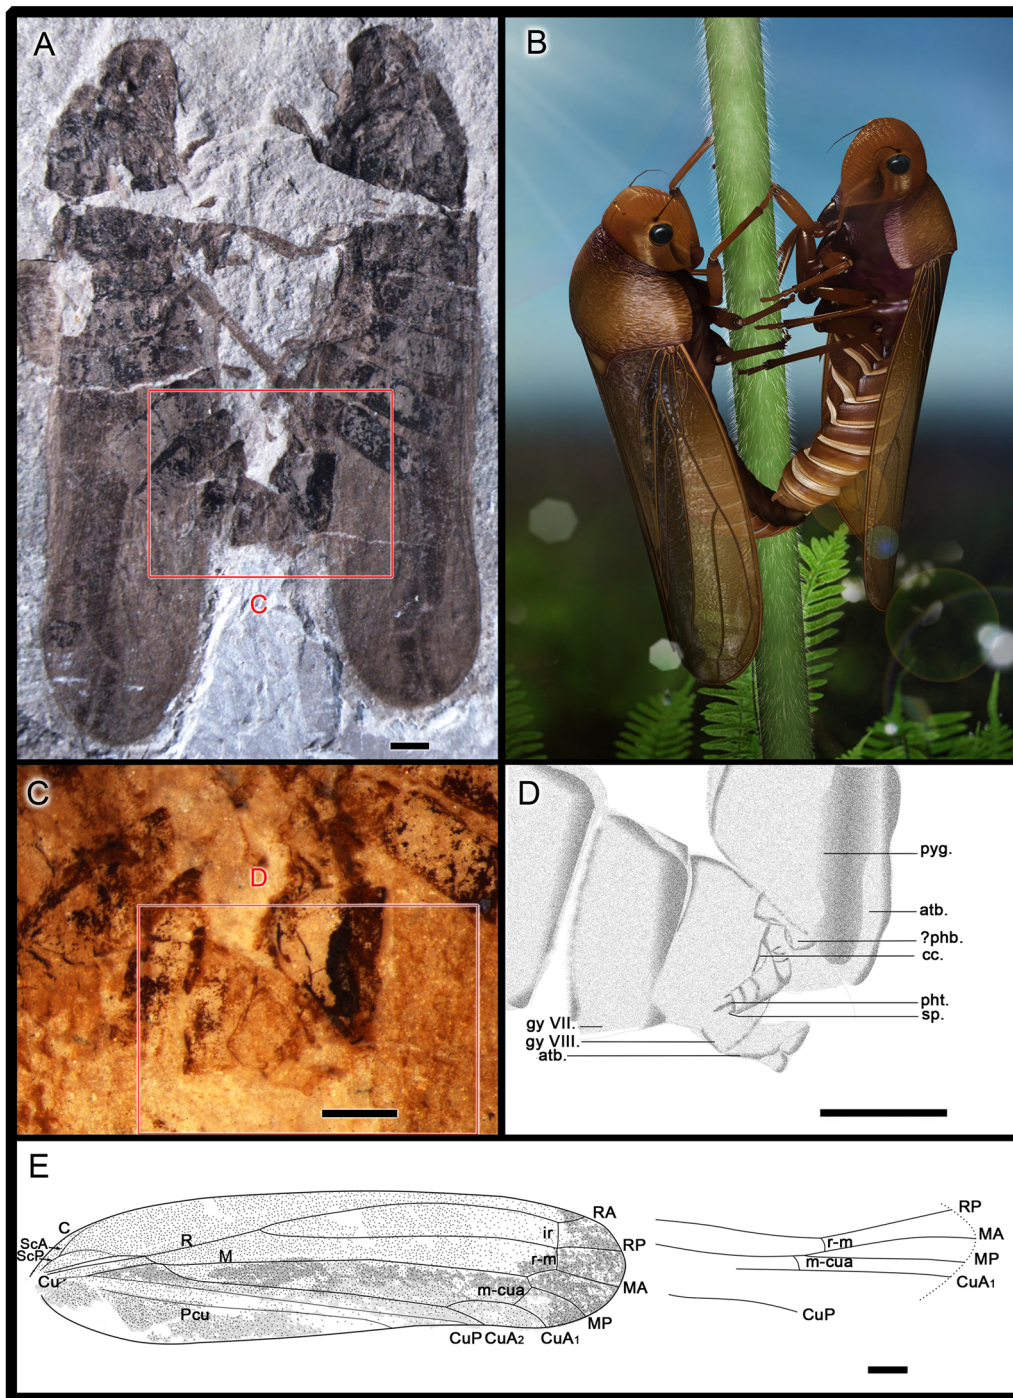 A
B
C
C
D
D
pyg.
atb.
?phb.
cc.
pht.
sp.
gy VII.
gy VIII.
atb.
E
C
ScA
ScP
R
M
Cu
Pcu
ir
r-m
m-cua
RA
RP
MA
MP
CuP CuA2 CuA1
RP
r-m
MA
m-cua
MP
CuA1
CuP